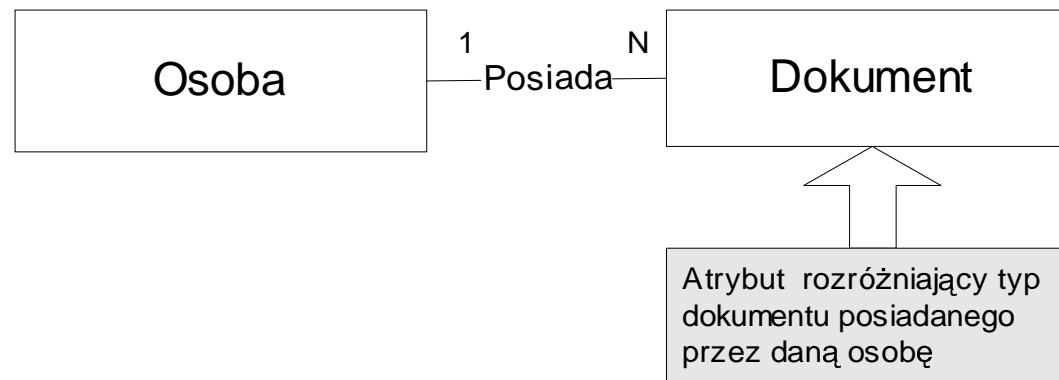 Osoba
1
Posiada
N
Dokument
Atrybut rozróżniający typ
dokumentu posiadanego
przez daną osobę